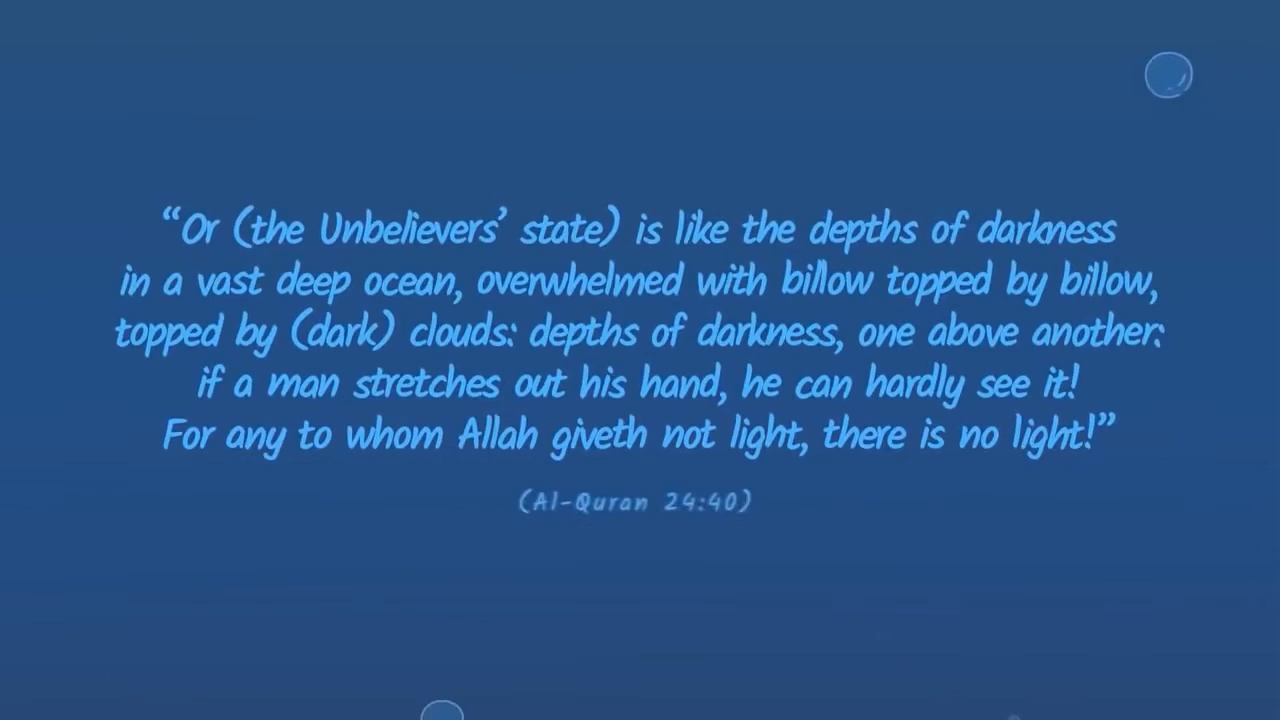 “Or (the Unbelievers’ state) is like the depths of darkness
in a vast deep ocean, overwhelmed with billow topped by billow,
topped by (dark) clouds: depths of darkness, one above another:
if a man stretches out his hand, he can hardly see it!
For any to whom Allah giveth not light, there is no light!”
(Al-Quran 24:40)